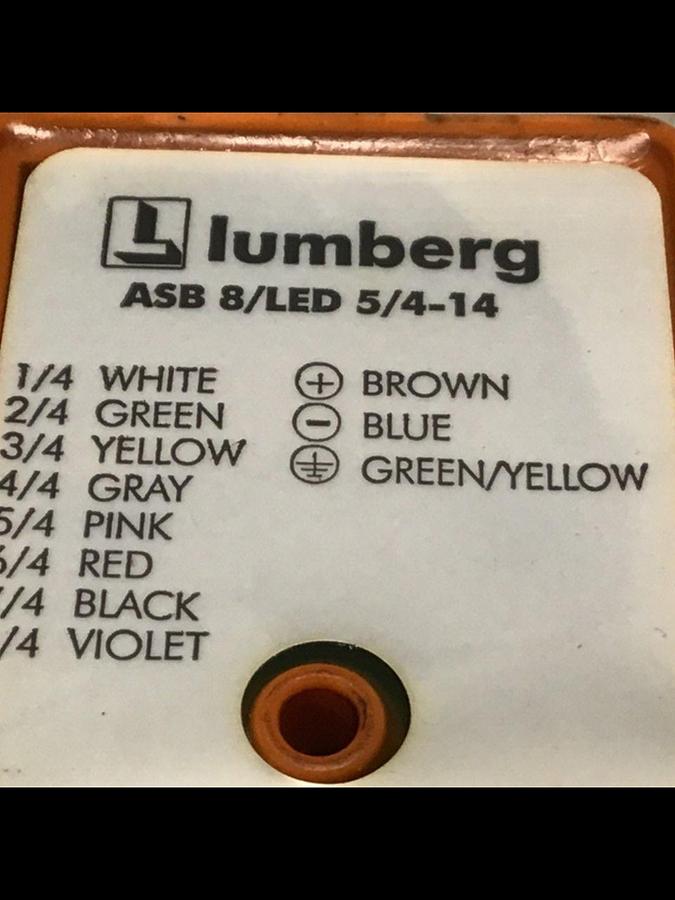 lumberg
ASB 8/LED 5/4-14
1/4 WHITE
2/4 GREEN
3/4 YELLOW
4/4 GRAY
5/4 PINK
6/4 RED
/4 BLACK
/4 VIOLET
+ BROWN
- BLUE
GREEN/YELLOW